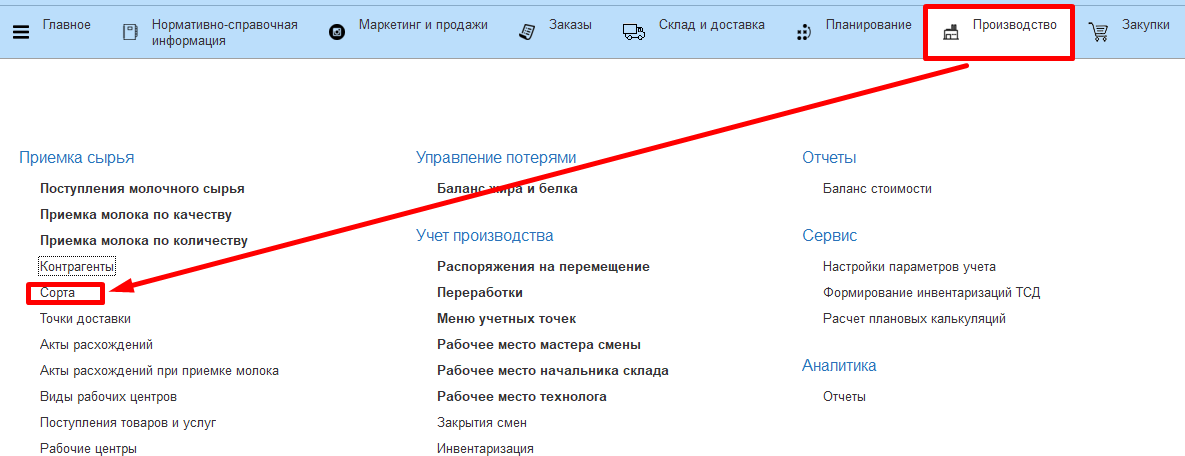 Главное
Нормативно-справочная
информация
Маркетинг и продажи
Заказы
Склад и доставка
Планирование
Производство
Закупки
Приемка сырья
Поступления молочного сырья
Приемка молока по качеству
Приемка молока по количеству
Контрагенты
Сорта
Точки доставки
Акты расхождений
Акты расхождений при приемке молока
Виды рабочих центров
Поступления товаров и услуг
Рабочие центры
Управление потерями
Баланс жира и белка
Учет производства
Распоряжения на перемещение
Переработки
Меню учетных точек
Рабочее место мастера смены
Рабочее место начальника склада
Рабочее место технолога
Закрытия смен
Инвентаризация
Отчеты
Баланс стоимости
Сервис
Настройки параметров учета
Формирование инвентаризаций ТСД
Расчет плановых калькуляций
Аналитика
Отчеты